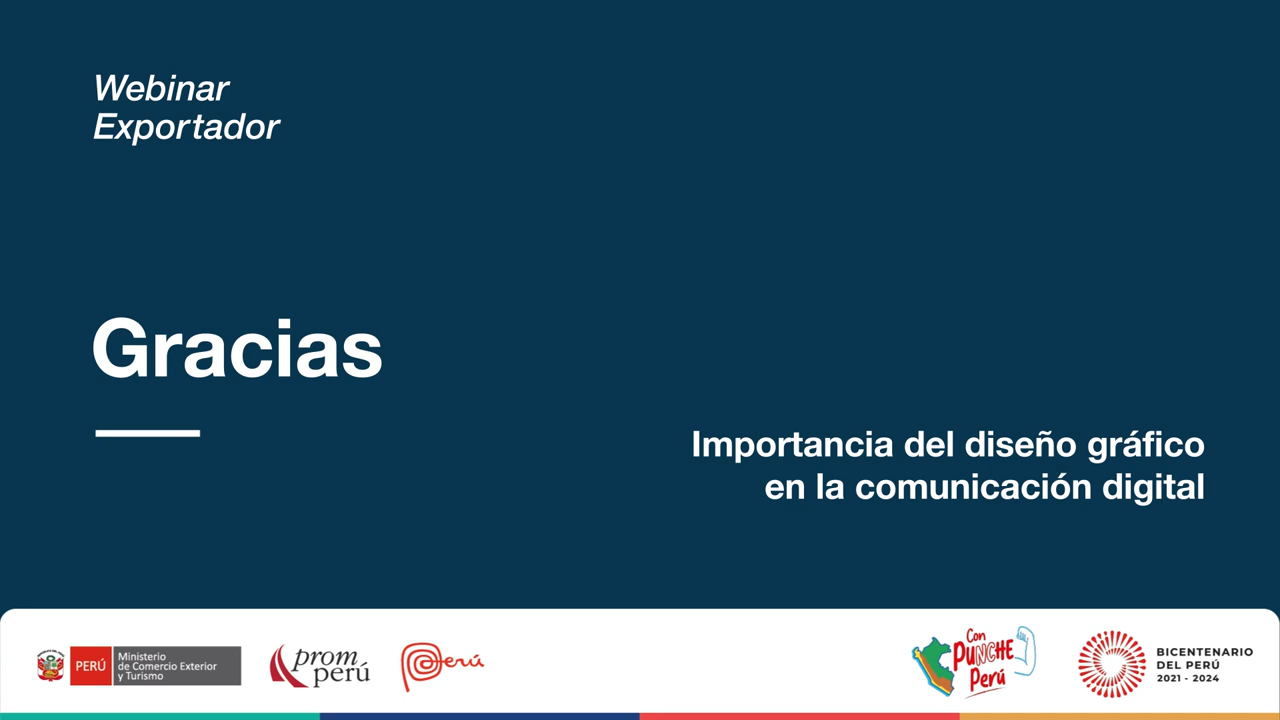 Webinar
Exportador
Gracias
Importancia del diseño gráfico
en la comunicación digital
PERÚ
Ministerio
de Comercio Exterior
y Turismo
prom
perú
Perú
Con
PUNCHE
Perú
BICENTENARIO
DEL PERÚ
2021 - 2024